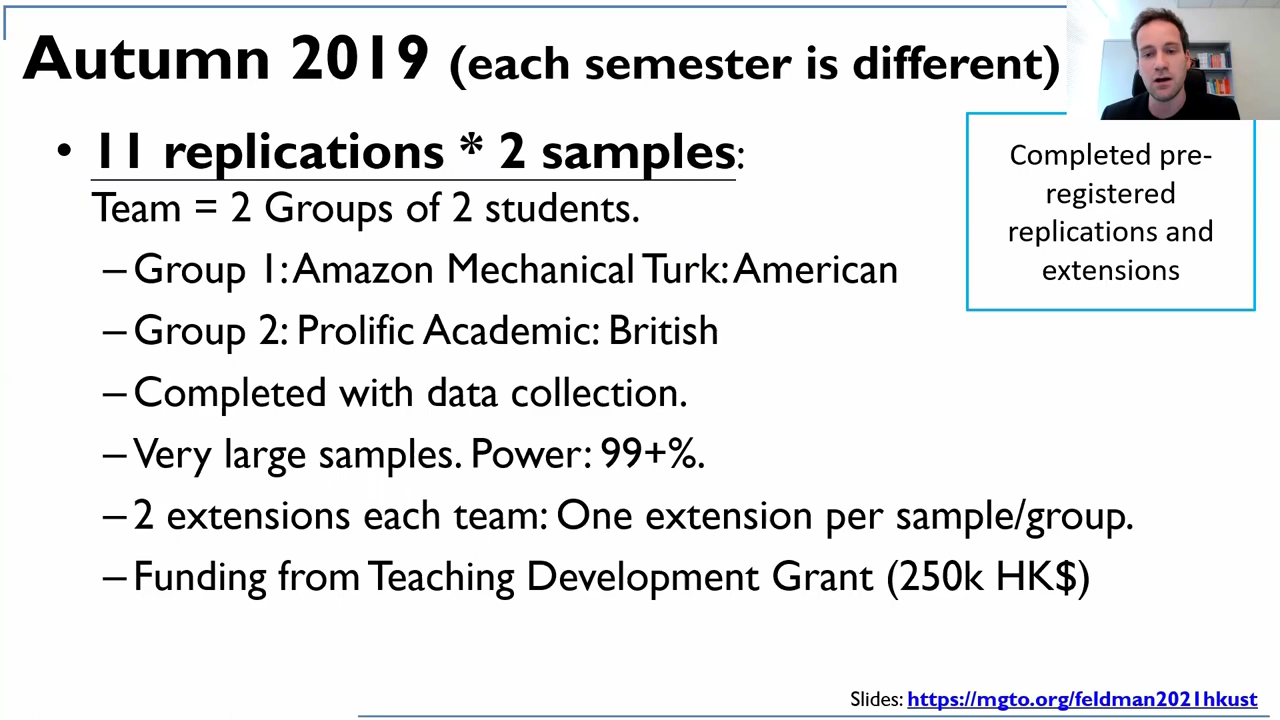 Autumn 2019 (each semester is different)
• 11 replications * 2 samples:
Team = 2 Groups of 2 students.
– Group 1: Amazon Mechanical Turk: American
– Group 2: Prolific Academic: British
– Completed with data collection.
– Very large samples. Power: 99+%.
– 2 extensions each team: One extension per sample/group.
– Funding from Teaching Development Grant (250k HK$)
Completed pre-
registered
replications and
extensions
Slides: https://mgto.org/feldman2021hkust